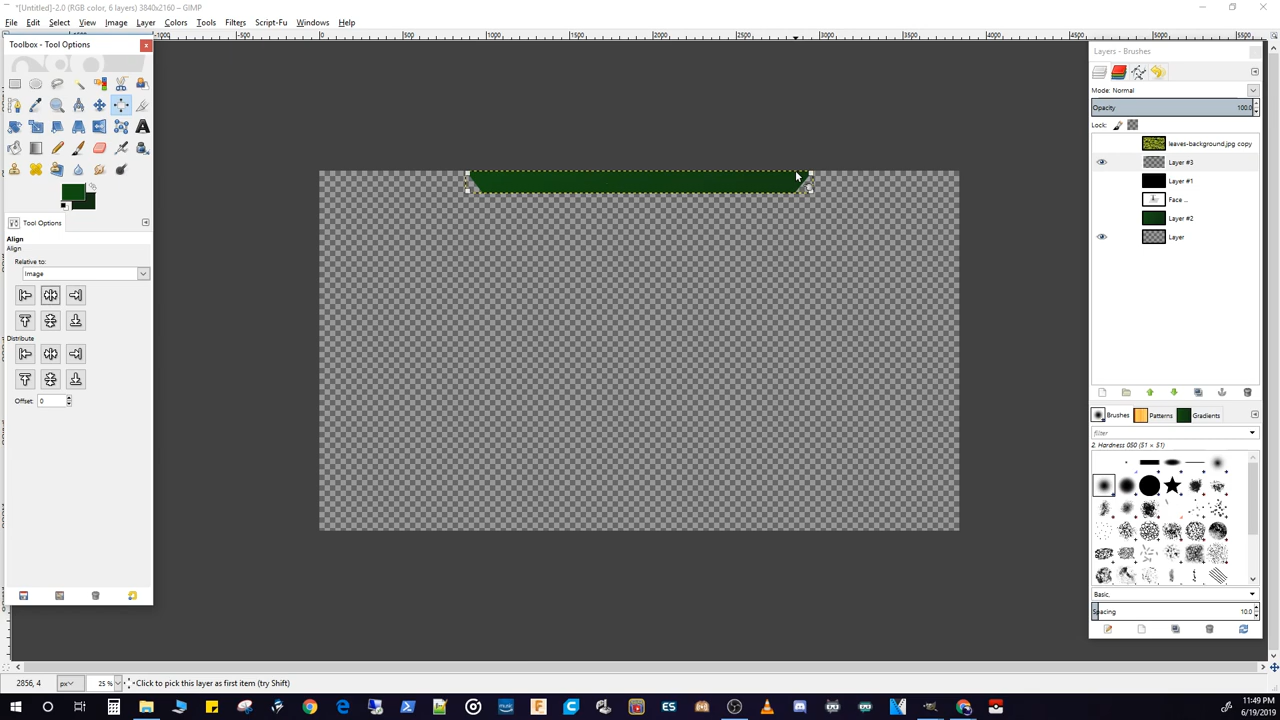 *[Untitled]-2.0 (RGB color, 6 layers) 3840x2160 – GIMP
File Edit Select View Image Layer Colors Tools Filters Script-Fu Windows Help
Toolbox - Tool Options
Layers - Brushes
Mode: Normal
Opacity 100.0
Lock:
leaves-background.jpg copy
Layer #3
Layer #1
Face ...
Layer #2
Layer
Tool Options
Align
Align
Relative to:
Image
Distribute
Offset: 0
Brushes Patterns Gradients
filter
2. Hardness 050 (51 × 51)
Basic,
Spacing 10.0
2856, 4 px 25 % Click to pick this layer as first item (try Shift)
ES
11:49 PM
6/19/2019